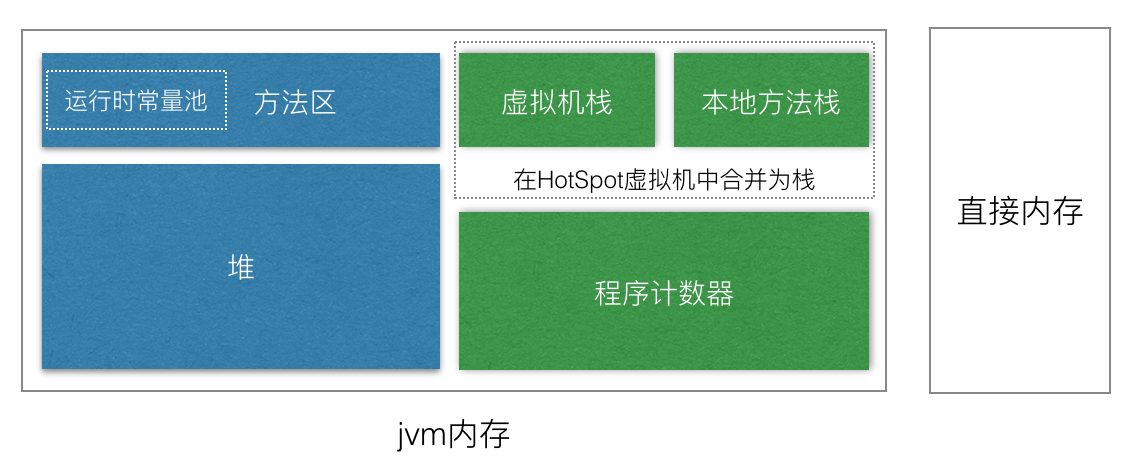 运行时常量池
方法区
虚拟机栈
本地方法栈
在HotSpot虚拟机中合并为栈
堆
程序计数器
直接内存
jvm内存